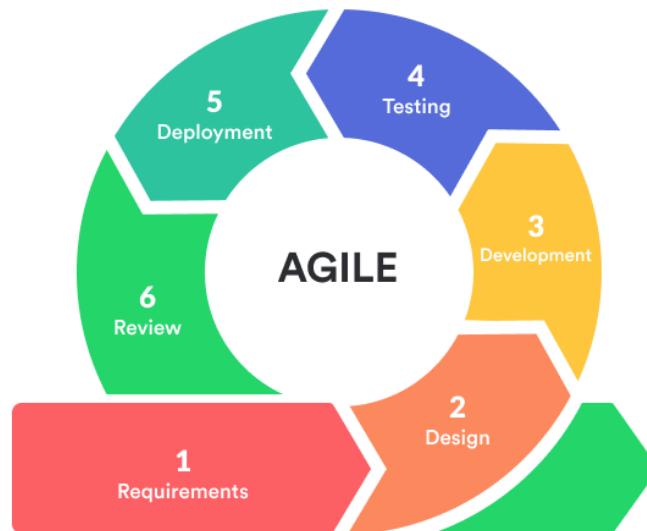 AGILE
1
Requirements
2
Design
3
Development
4
Testing
5
Deployment
6
Review